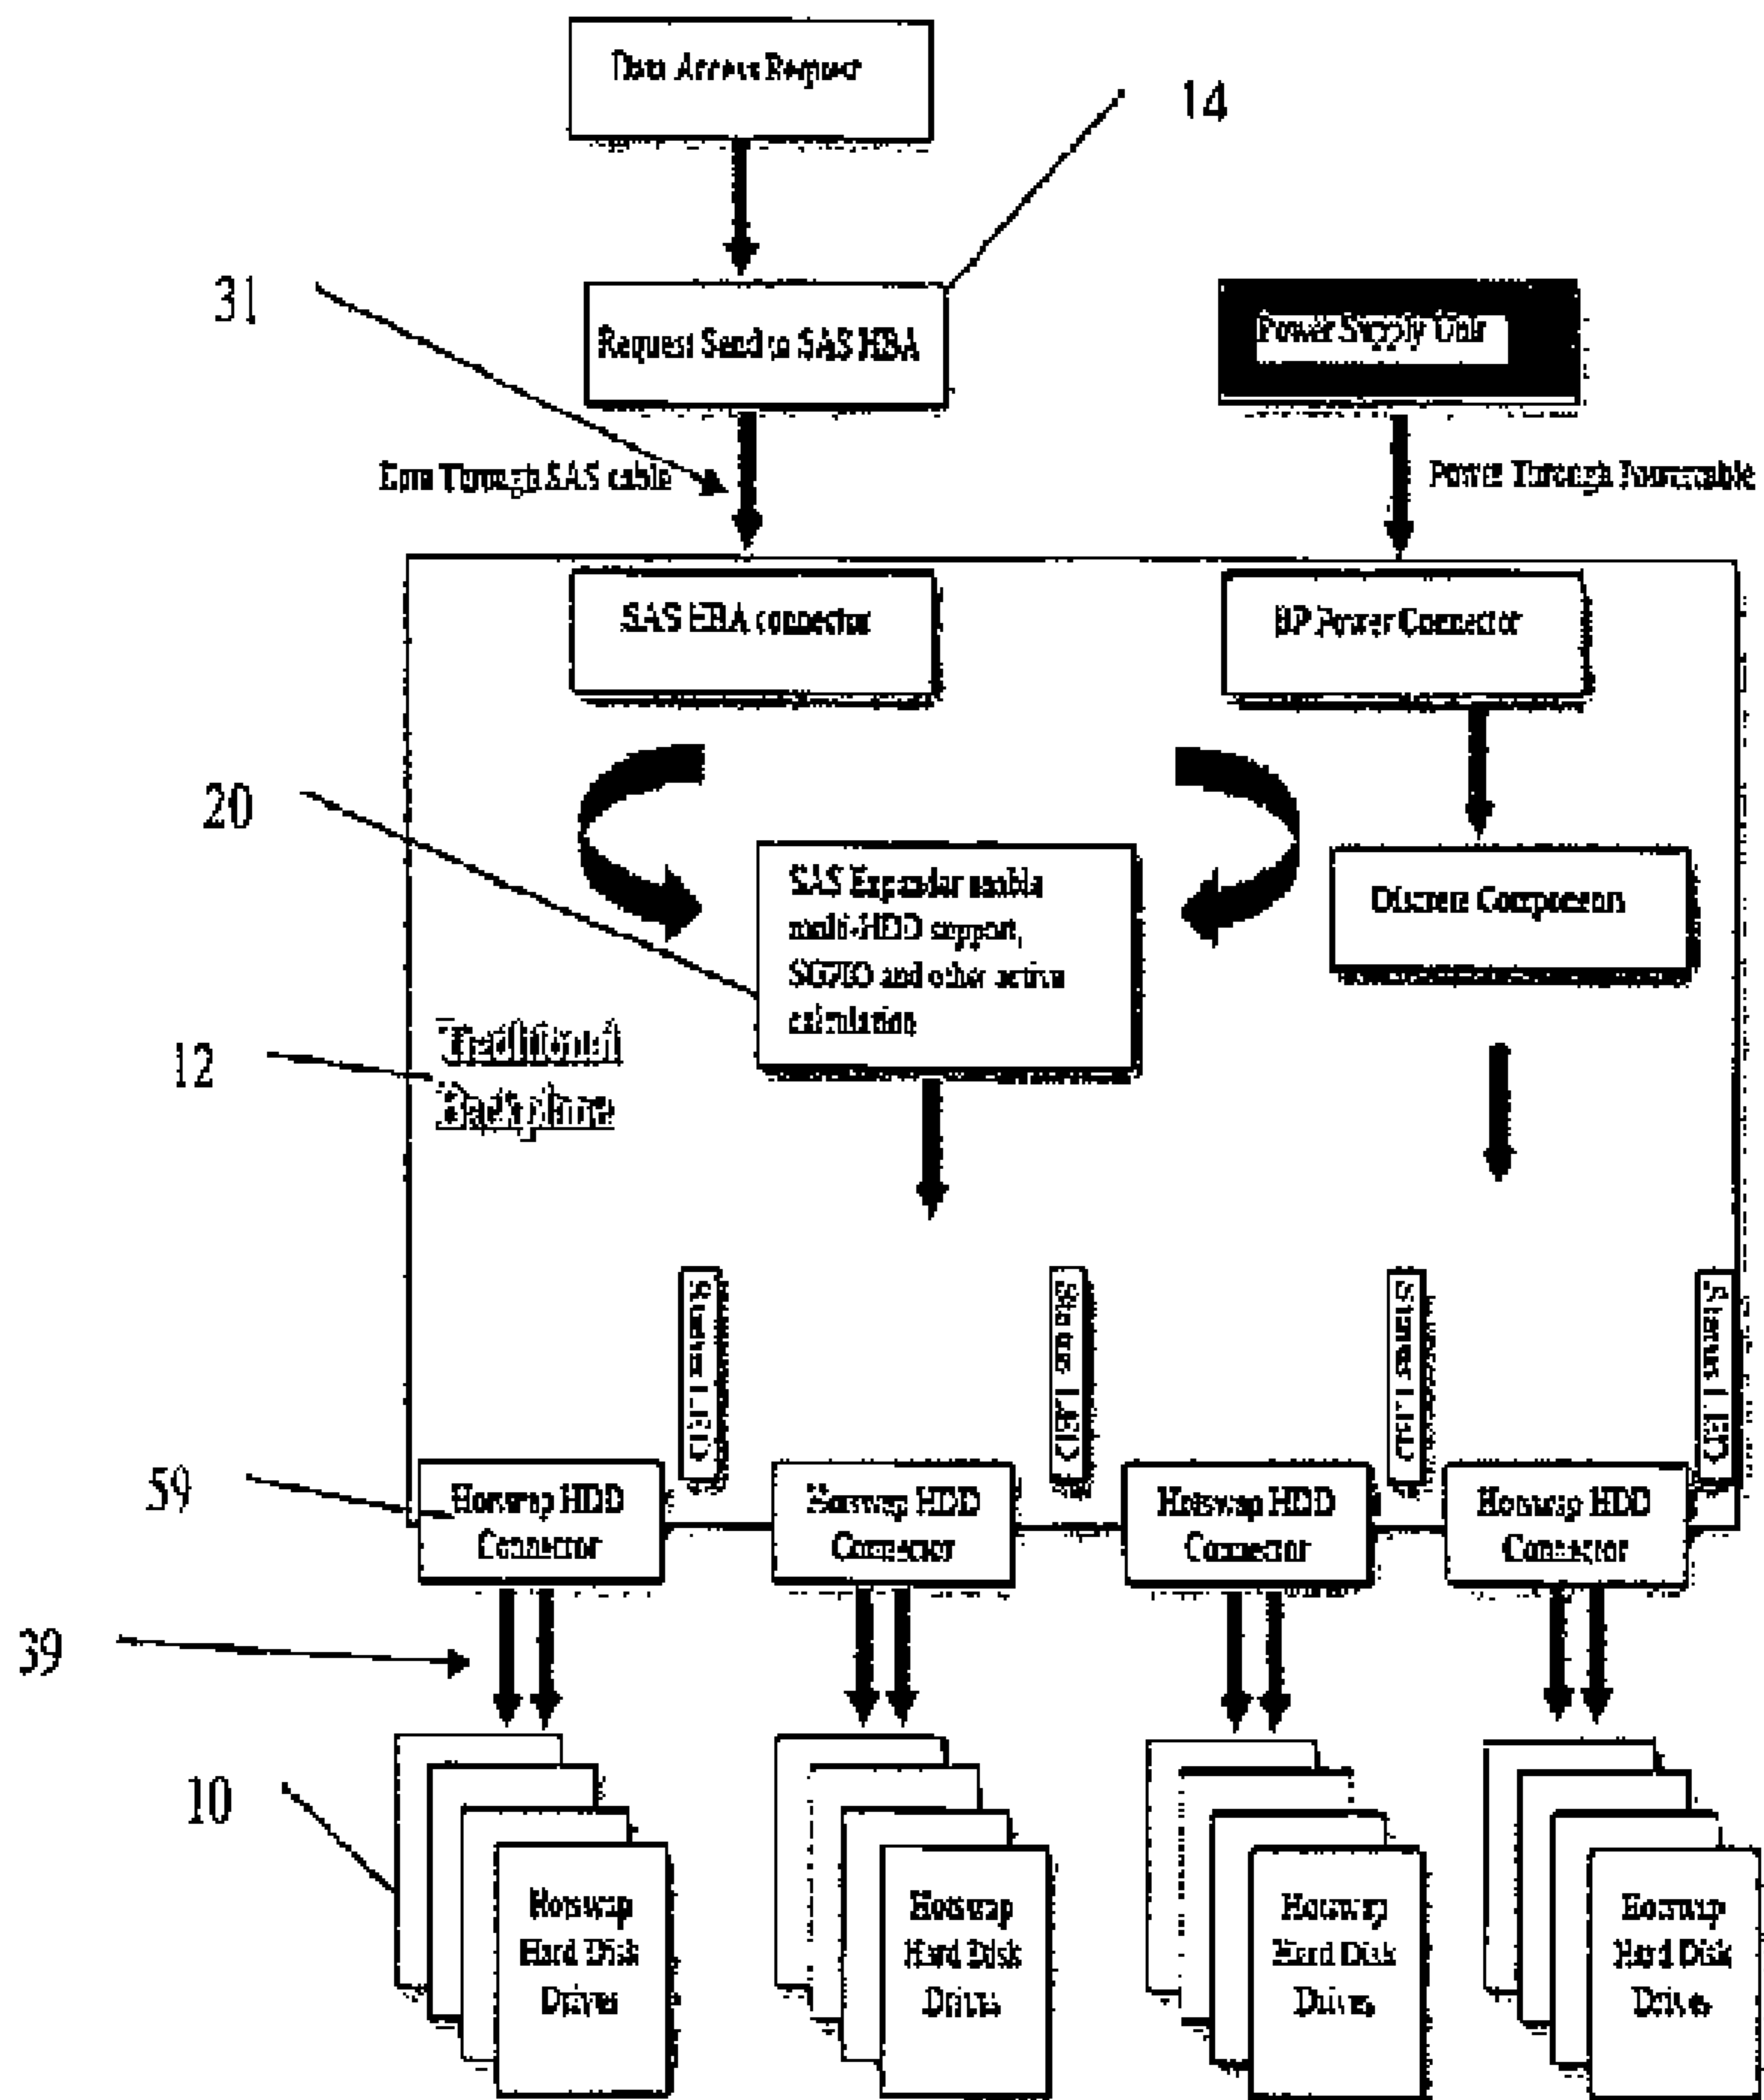 Data Access Request
14
31
Request Send to SAS HBA
Power Supply Unit
Through SAS cable
Power Through
SAS HBA connector
BP Power Connector
20
SAS Expander enable
multi-HDD support,
SGPIO and other active
calculation
Discrete Components
12
Traditional
Backplane
Status LED
Status LED
Status LED
Status LED
59
Hotswap HDD
Connector
Hotswap HDD
Connector
Hotswap HDD
Connector
Hotswap HDD
Connector
39
10
Hotswap
Hard Disk
Drives
Hotswap
Hard Disk
Drives
Hotswap
Hard Disk
Drives
Hotswap
Hard Disk
Drives